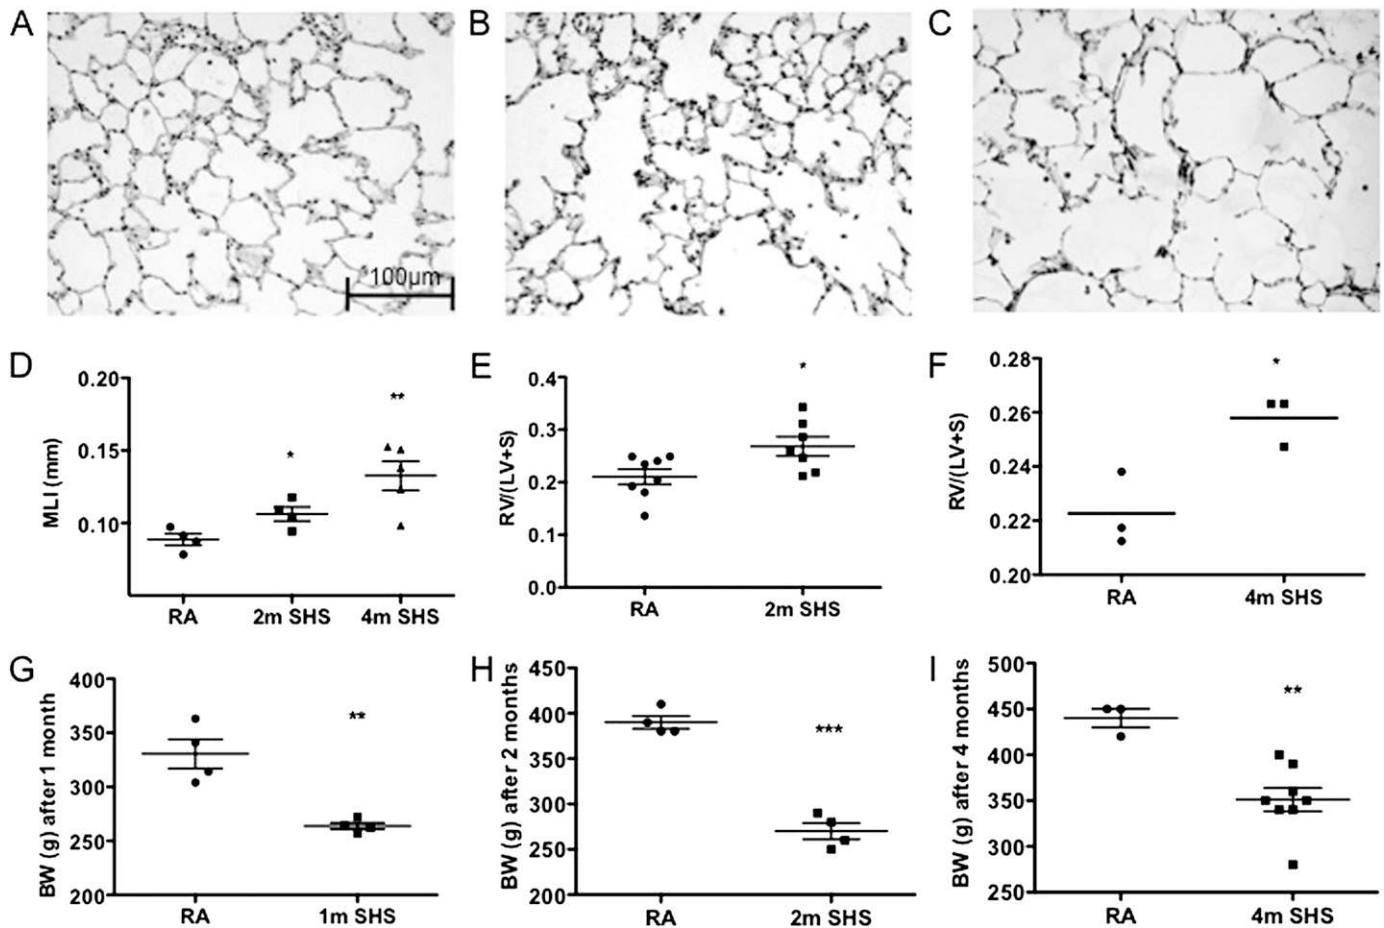 A
B
C
100μm
D
MLI (mm)
0.20
0.15
0.10
*
**
RA
2m SHS
4m SHS
E
RV/(LV+S)
0.4
0.3
0.2
0.1
0.0
*
RA
2m SHS
F
RV/(LV+S)
0.28
0.26
0.24
0.22
0.20
*
RA
4m SHS
G
BW (g) after 1 month
400
350
300
250
200
**
RA
1m SHS
H
BW (g) after 2 months
450
400
350
300
250
200
***
RA
2m SHS
I
BW (g) after 4 months
500
450
400
350
300
250
**
RA
4m SHS